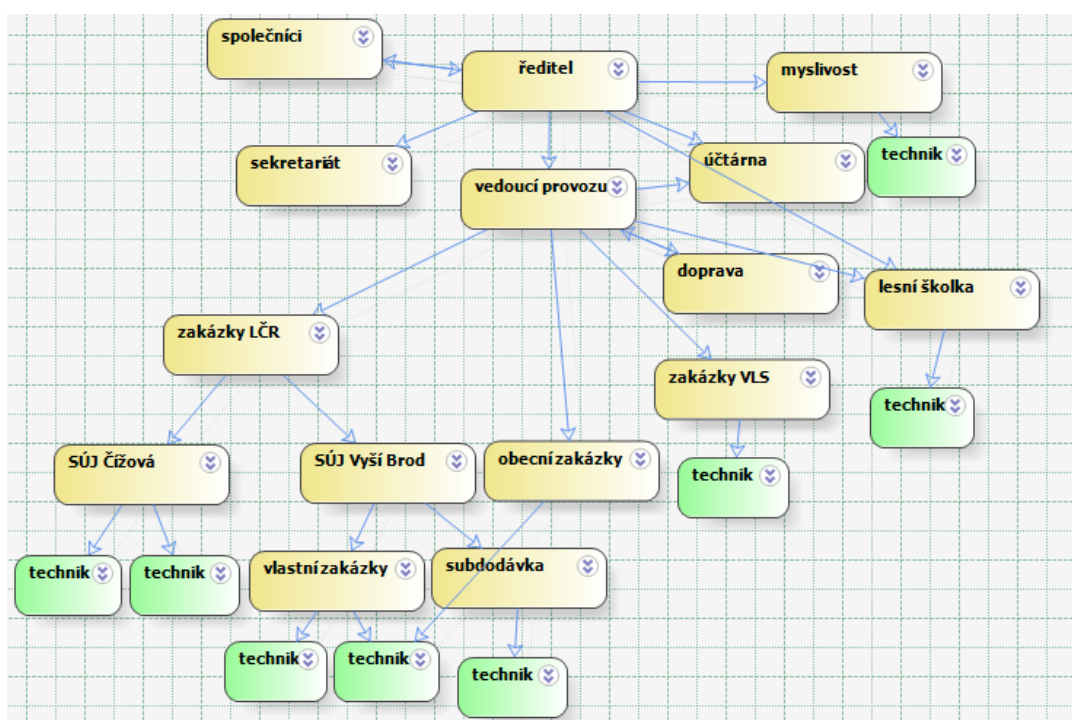 společníci
ředitel
myslivost
sekretariát
účtárna
technik
vedoucí provozu
doprava
lesní školka
zakázky LČR
zakázky VLS
technik
SÚJ Čížová
SÚJ Vyší Brod
obecní zakázky
technik
technik
technik
vlastní zakázky
subdodávka
technik
technik
technik